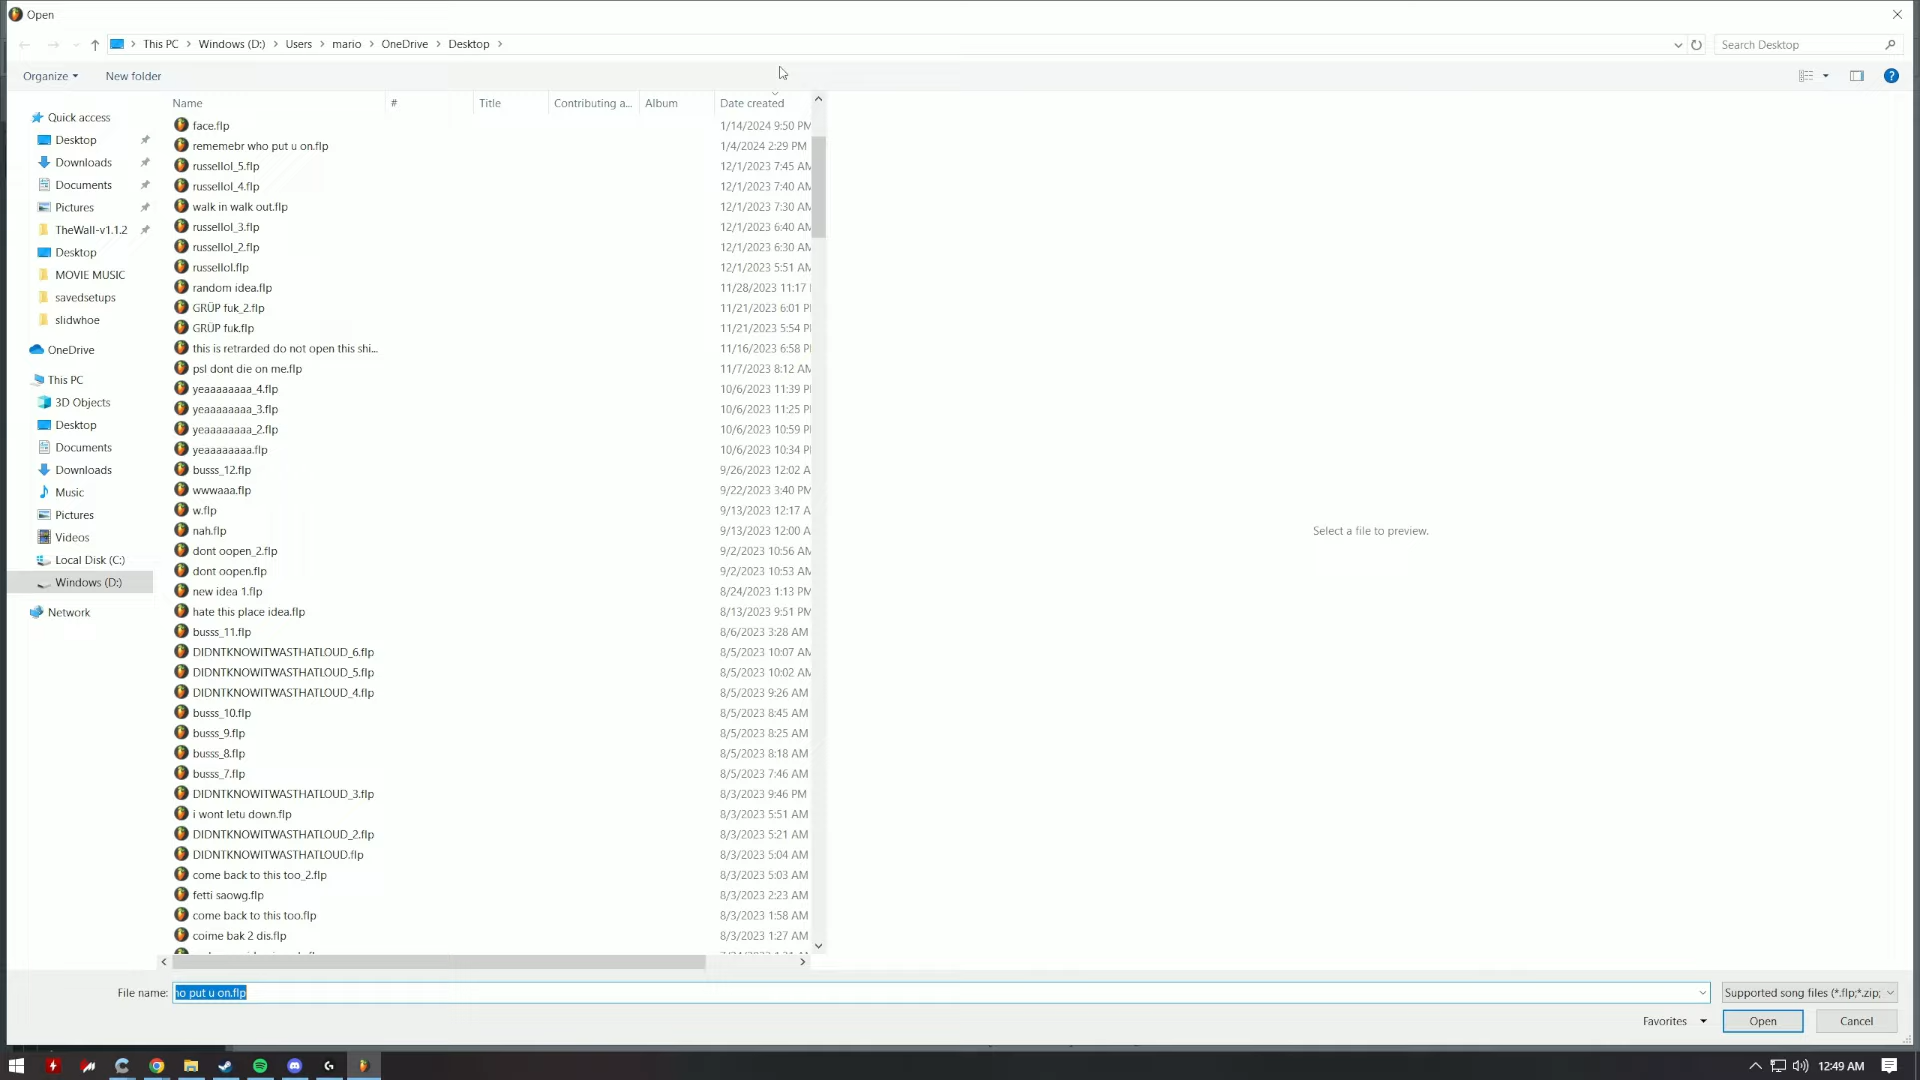 Open
This PC > Windows (D:) > Users > mario > OneDrive > Desktop >
Search Desktop
Organize
New folder
Name # Title Contributing a... Album Date created
Quick access
Desktop
Downloads
Documents
Pictures
TheWall-v1.1.2
Desktop
MOVIE MUSIC
savedsetups
slidwhoe
OneDrive
This PC
3D Objects
Desktop
Documents
Downloads
Music
Pictures
Videos
Local Disk (C:)
Windows (D:)
Network
face.flp 1/14/2024 9:50 PM
rememebr who put u on.flp 1/4/2024 2:29 PM
russellol_5.flp 12/1/2023 7:45 AM
russellol_4.flp 12/1/2023 7:40 AM
walk in walk out.flp 12/1/2023 7:30 AM
russellol_3.flp 12/1/2023 6:40 AM
russellol_2.flp 12/1/2023 6:30 AM
russellol.flp 12/1/2023 5:51 AM
random idea.flp 11/28/2023 11:17
GRÜP fuk_2.flp 11/21/2023 6:01 P
GRÜP fuk.flp 11/21/2023 5:54 P
this is retrarded do not open this shi... 11/16/2023 6:58 P
psl dont die on me.flp 11/7/2023 8:12 AM
yeaaaaaaaa_4.flp 10/6/2023 11:39 P
yeaaaaaaaa_3.flp 10/6/2023 11:25 P
yeaaaaaaaa_2.flp 10/6/2023 10:59 P
yeaaaaaaaa.flp 10/6/2023 10:34 P
busss_12.flp 9/26/2023 12:02 A
wwwaaa.flp 9/22/2023 3:40 PM
w.flp 9/13/2023 12:17 A
nah.flp 9/13/2023 12:00 A
dont oopen_2.flp 9/2/2023 10:56 AM
dont oopen.flp 9/2/2023 10:53 AM
new idea 1.flp 8/24/2023 1:13 PM
hate this place idea.flp 8/13/2023 9:51 PM
busss_11.flp 8/6/2023 3:28 AM
DIDNTKNOWITWASTHATLOUD_6.flp 8/5/2023 10:07 AM
DIDNTKNOWITWASTHATLOUD_5.flp 8/5/2023 10:02 AM
DIDNTKNOWITWASTHATLOUD_4.flp 8/5/2023 9:26 AM
busss_10.flp 8/5/2023 8:45 AM
busss_9.flp 8/5/2023 8:25 AM
busss_8.flp 8/5/2023 8:18 AM
busss_7.flp 8/5/2023 7:46 AM
DIDNTKNOWITWASTHATLOUD_3.flp 8/3/2023 9:46 PM
i wont letu down.flp 8/3/2023 5:51 AM
DIDNTKNOWITWASTHATLOUD_2.flp 8/3/2023 5:21 AM
DIDNTKNOWITWASTHATLOUD.flp 8/3/2023 5:04 AM
come back to this too_2.flp 8/3/2023 5:03 AM
fetti saowg.flp 8/3/2023 2:23 AM
come back to this too.flp 8/3/2023 1:58 AM
coime bak 2 dis.flp 8/3/2023 1:27 AM
Select a file to preview.
File name: ho put u on.flp
Supported song files (*.flp;*.zip;
Favorites
Open
Cancel
12:49 AM